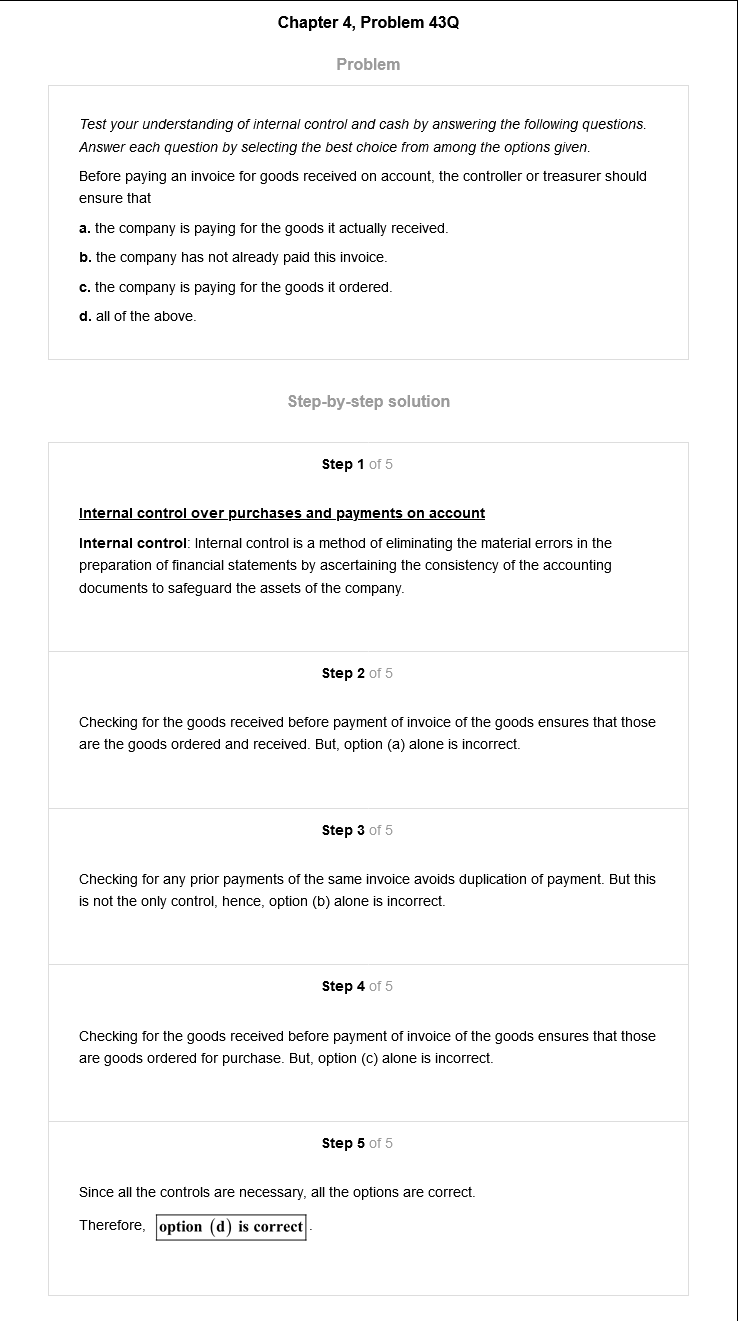 Chapter 4, Problem 43Q
Problem
Test your understanding of internal control and cash by answering the following questions.
Answer each question by selecting the best choice from among the options given.
Before paying an invoice for goods received on account, the controller or treasurer should
ensure that
a. the company is paying for the goods it actually received.
b. the company has not already paid this invoice.
c. the company is paying for the goods it ordered.
d. all of the above.
Step-by-step solution
Step 1 of 5
Internal control over purchases and payments on account
Internal control: Internal control is a method of eliminating the material errors in the
preparation of financial statements by ascertaining the consistency of the accounting
documents to safeguard the assets of the company.
Step 2 of 5
Checking for the goods received before payment of invoice of the goods ensures that those
are the goods ordered and received. But, option (a) alone is incorrect.
Step 3 of 5
Checking for any prior payments of the same invoice avoids duplication of payment. But this
is not the only control, hence, option (b) alone is incorrect.
Step 4 of 5
Checking for the goods received before payment of invoice of the goods ensures that those
are goods ordered for purchase. But, option (c) alone is incorrect.
Step 5 of 5
Since all the controls are necessary, all the options are correct.
Therefore, option (d) is correct.